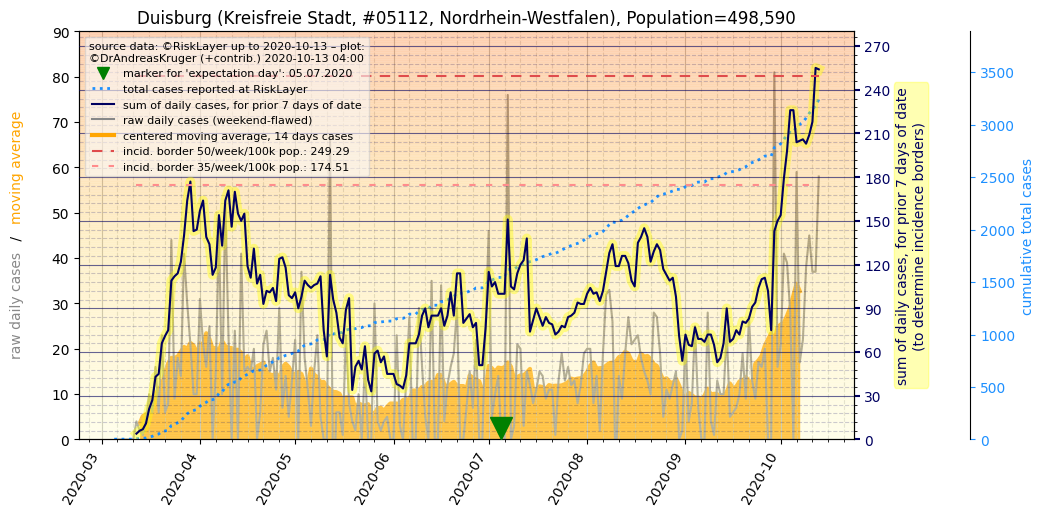 Duisburg (Kreisfreie Stadt, #05112, Nordrhein-Westfalen), Population=498,590
source data: ©RiskLayer up to 2020-10-13 – plot:
©DrAndreasKruger (+contrib.) 2020-10-13 04:00
marker for 'expectation day': 05.07.2020
total cases reported at RiskLayer
sum of daily cases, for prior 7 days of date
raw daily cases (weekend-flawed)
centered moving average, 14 days cases
incid. border 50/week/100k pop.: 249.29
incid. border 35/week/100k pop.: 174.51
raw daily cases / moving average
90
80
70
60
50
40
30
20
10
0
270
240
210
180
150
120
90
60
30
0
sum of daily cases, for prior 7 days of date
(to determine incidence borders)
3500
3000
2500
2000
1500
1000
500
0
cumulative total cases
2020-03
2020-04
2020-05
2020-06
2020-07
2020-08
2020-09
2020-10